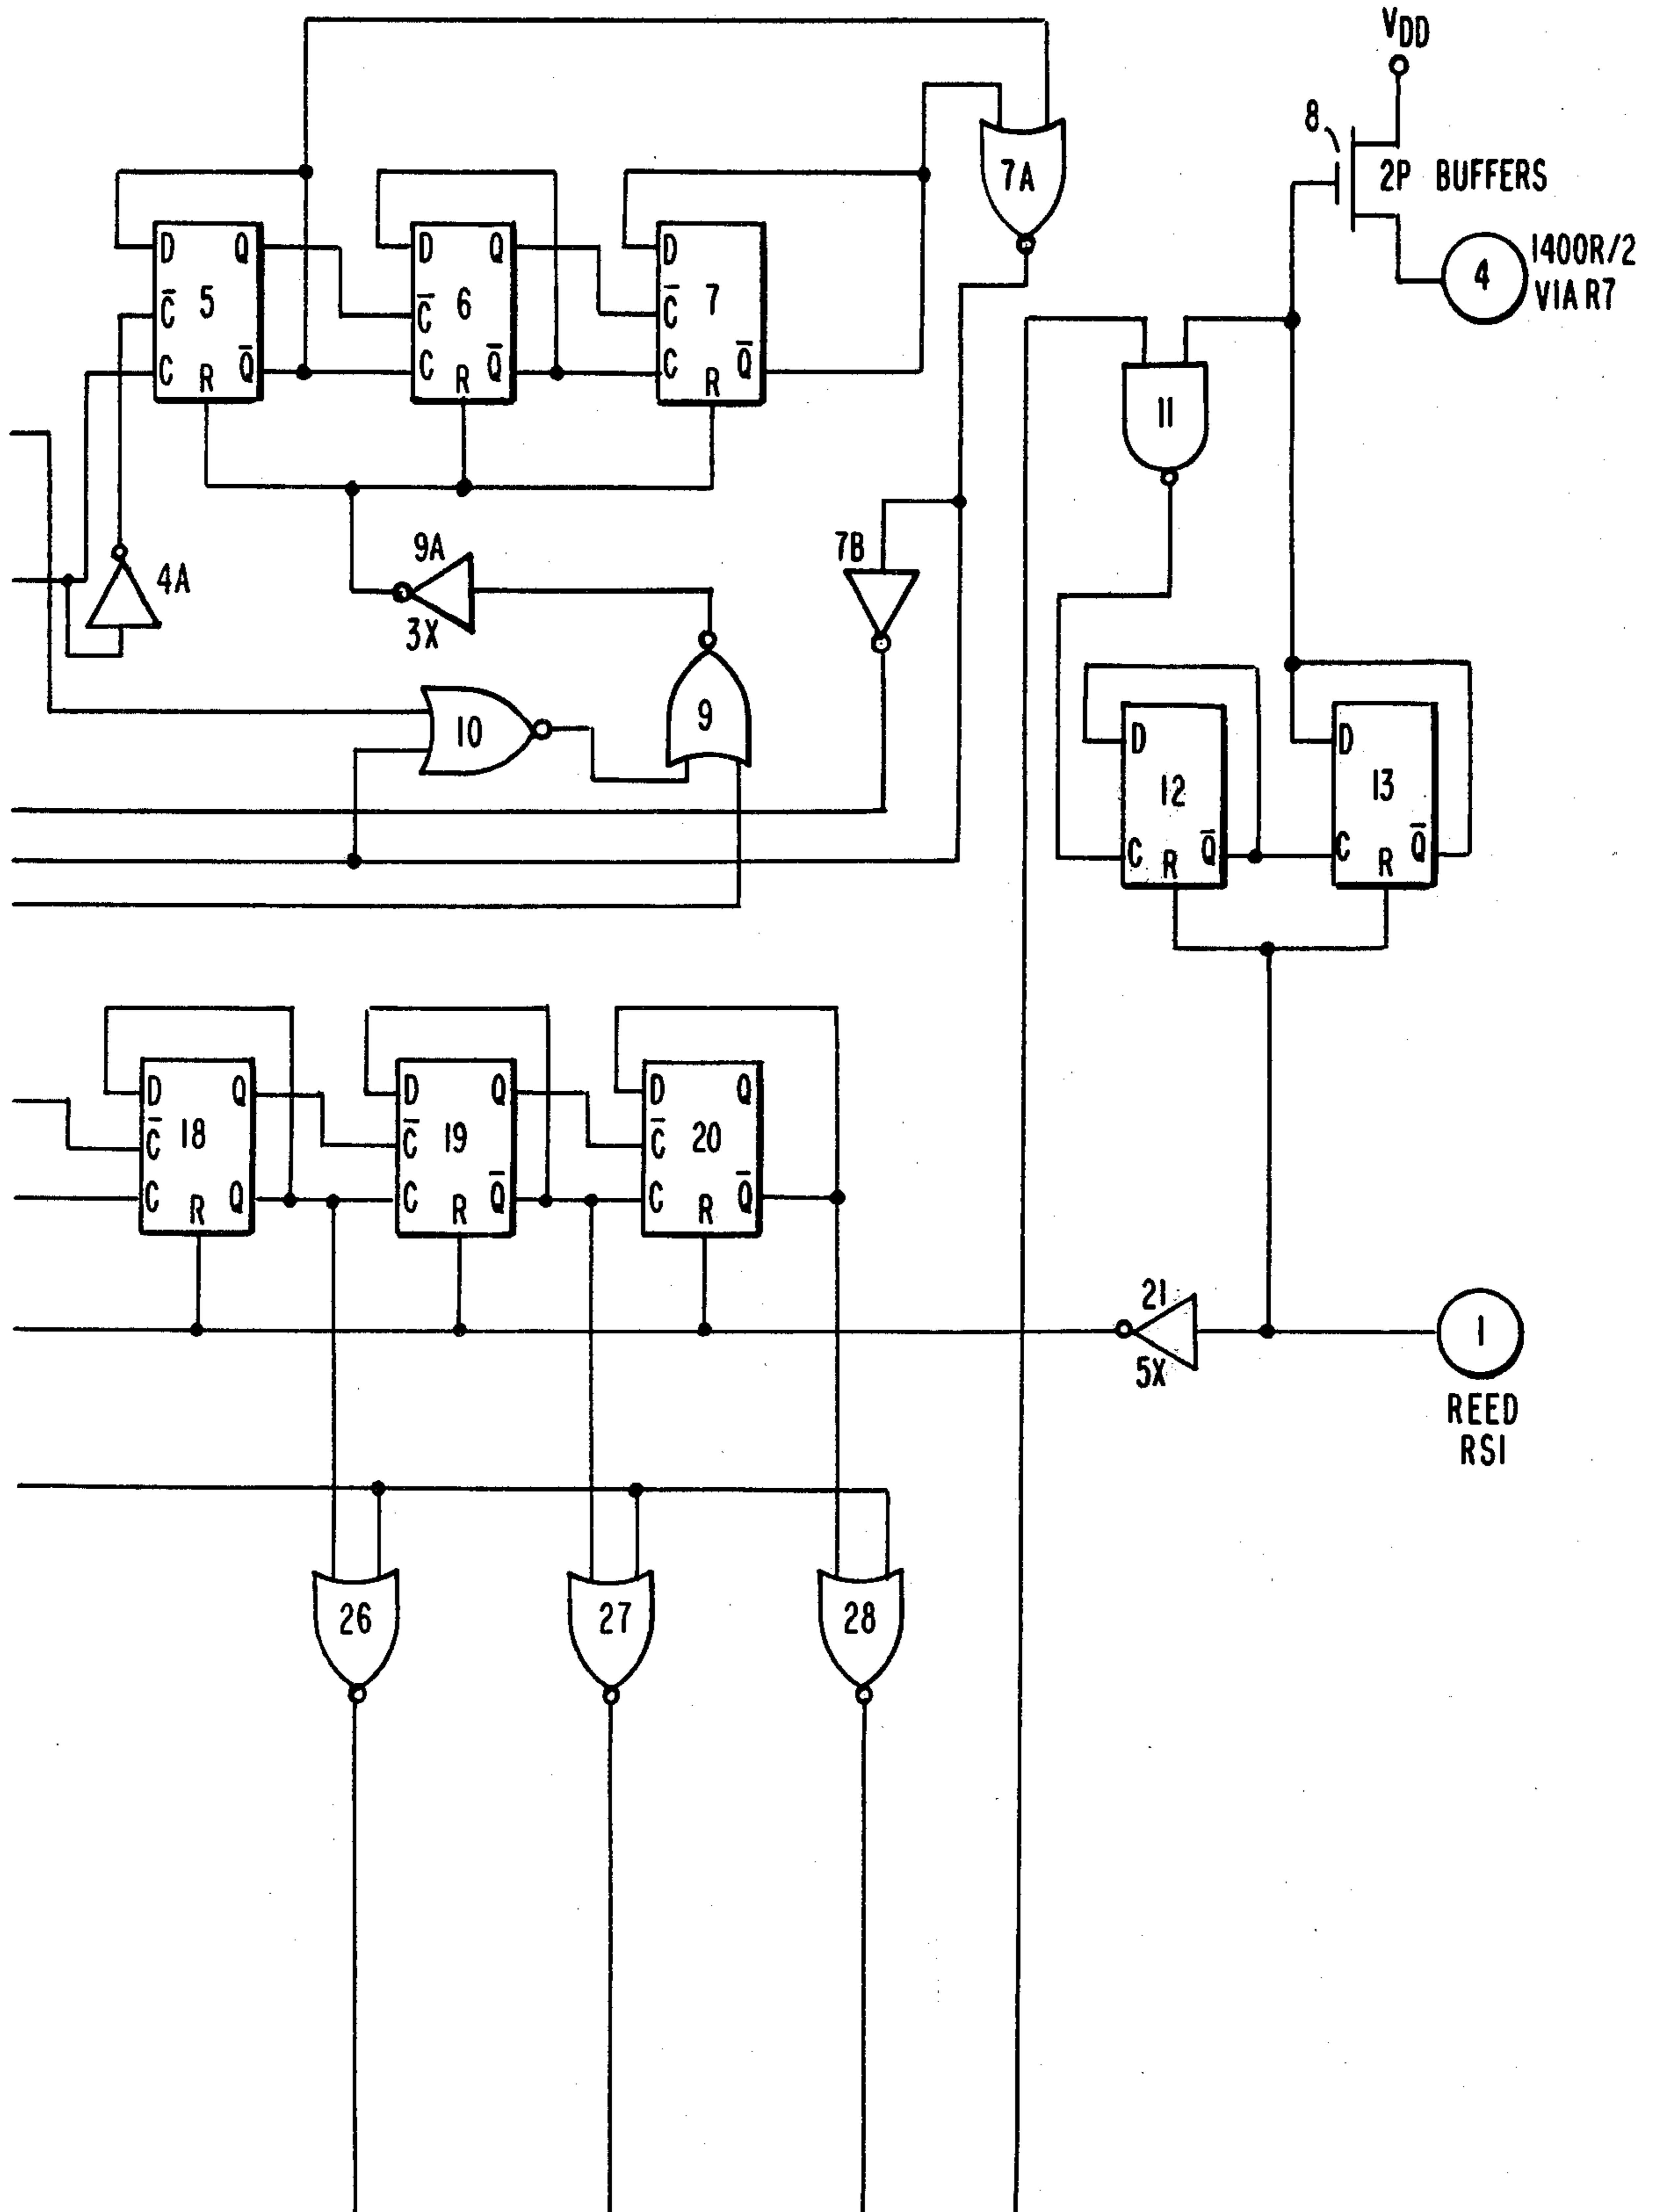 VDD
8
2P BUFFERS
7A
1400R/2
4
VIA R7
D Q
C̅ 5
C R Q̅
D Q
C̅ 6
C R Q̅
D
C̅ 7
C R Q̅
11
9A
7B
4A
3X
9
10
D
12
C R Q̅
D
13
C R Q̅
D Q
C̅ 18
C R Q
D Q
C̅ 19
C R Q̅
D Q
C̅ 20
C R Q̅
21
5X
1
REED
RS1
26
27
28